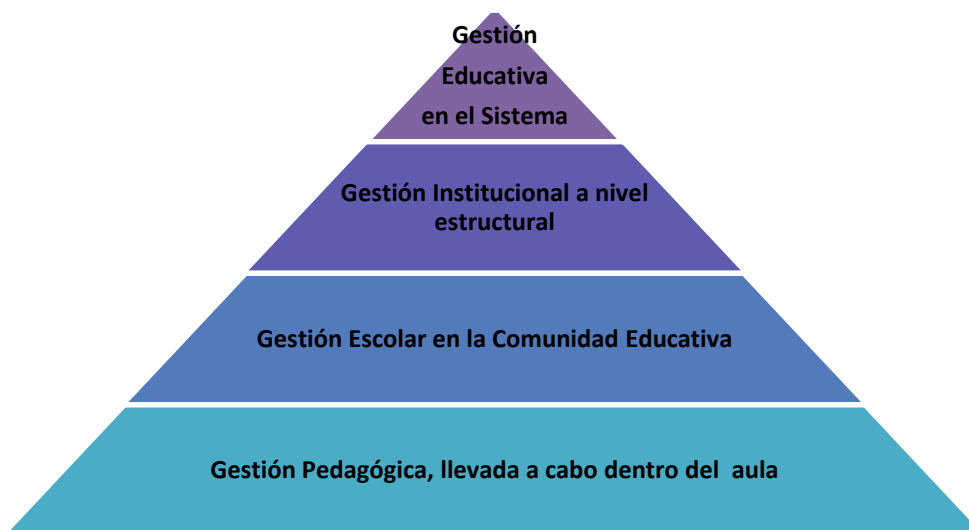 Gestión
Educativa
en el Sistema
Gestión Institucional a nivel
estructural
Gestión Escolar en la Comunidad Educativa
Gestión Pedagógica, llevada a cabo dentro del  aula